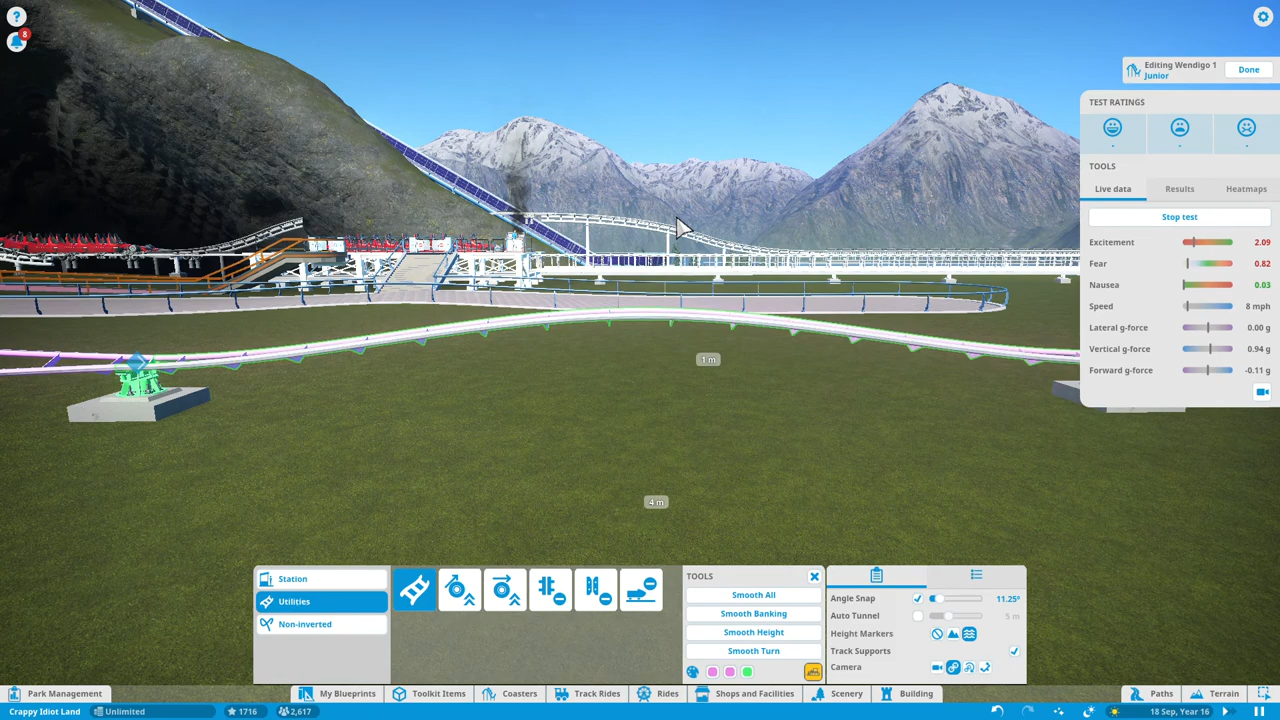 ?
8
Editing Wendigo 1
Junior
Done
TEST RATINGS
- - -
TOOLS
Live data Results Heatmaps
Stop test
Excitement 2.09
Fear 0.82
Nausea 0.03
Speed 8 mph
Lateral g-force 0.00 g
Vertical g-force 0.94 g
Forward g-force -0.11 g
1 m
4 m
Station
Utilities
Non-inverted
TOOLS
Smooth All
Smooth Banking
Smooth Height
Smooth Turn
Angle Snap 11.25°
Auto Tunnel 5 m
Height Markers
Track Supports
Camera
Park Management My Blueprints Toolkit Items Coasters Track Rides Rides Shops and Facilities Scenery Building Paths Terrain
Crappy Idiot Land Unlimited 1716 2,617 18 Sep, Year 16